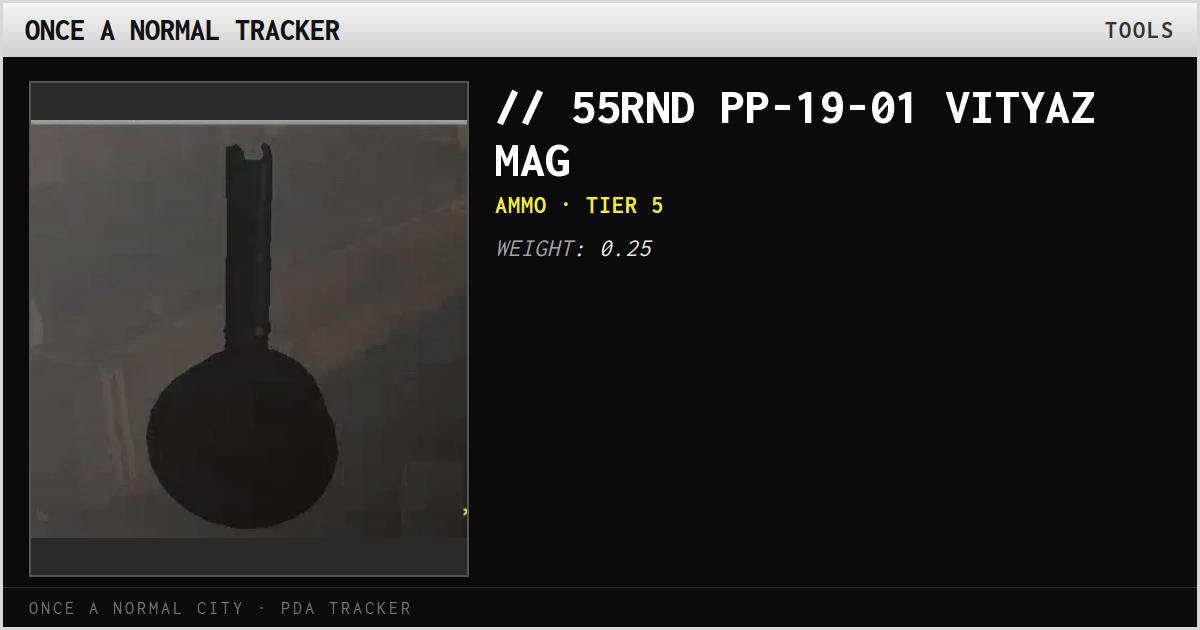 ONCE A NORMAL TRACKER
TOOLS
// 55RND PP-19-01 VITYAZ
MAG
AMMO · TIER 5
WEIGHT: 0.25
ONCE A NORMAL CITY · PDA TRACKER